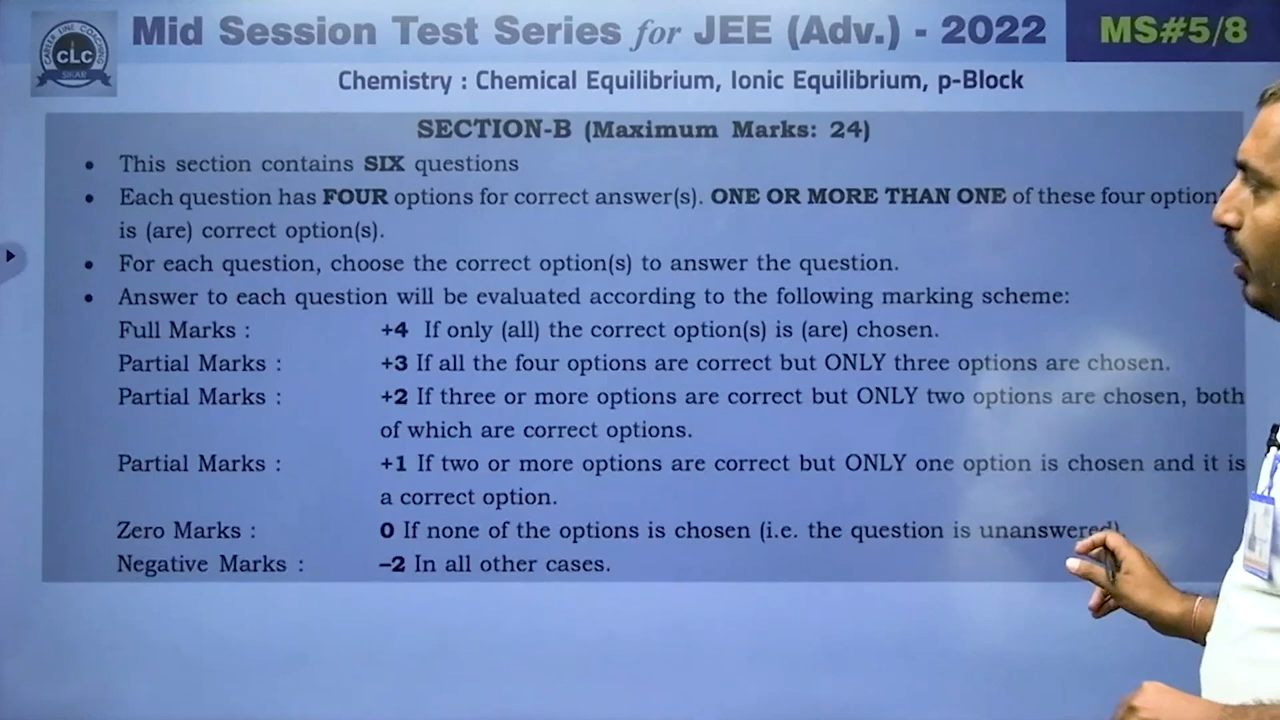 Mid Session Test Series for JEE (Adv.) - 2022
MS#5/8
CAREER LINE COACHING
CLC
SIKAR
Chemistry : Chemical Equilibrium, Ionic Equilibrium, p-Block
SECTION-B (Maximum Marks: 24)
• This section contains SIX questions
• Each question has FOUR options for correct answer(s). ONE OR MORE THAN ONE of these four option
is (are) correct option(s).
• For each question, choose the correct option(s) to answer the question.
• Answer to each question will be evaluated according to the following marking scheme:
Full Marks : +4 If only (all) the correct option(s) is (are) chosen.
Partial Marks : +3 If all the four options are correct but ONLY three options are chosen.
Partial Marks : +2 If three or more options are correct but ONLY two options are chosen, both
of which are correct options.
Partial Marks : +1 If two or more options are correct but ONLY one option is chosen and it is
a correct option.
Zero Marks : 0 If none of the options is chosen (i.e. the question is unanswered)
Negative Marks : –2 In all other cases.